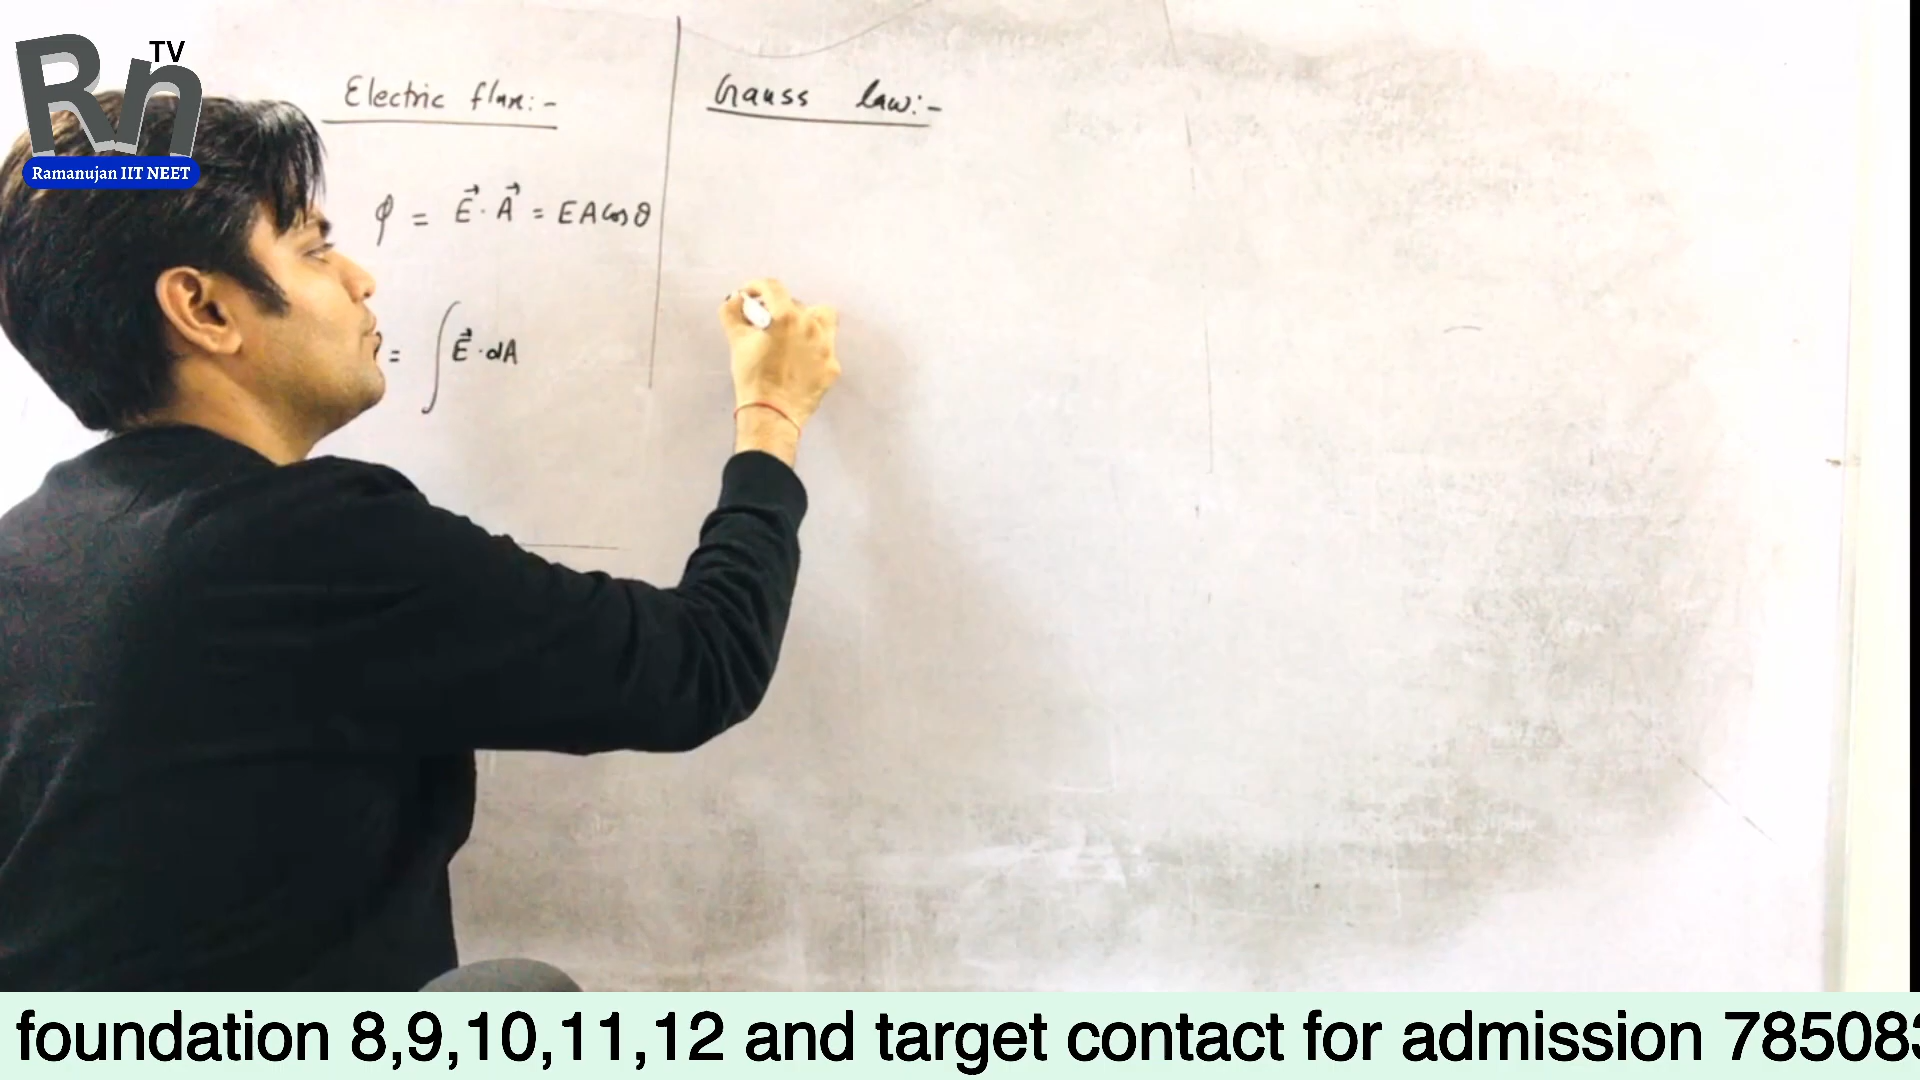 Rn TV
Ramanujan IIT NEET
Electric flux:-
φ = E⃗ · A⃗ = EA cos θ
= ∫ E⃗ · dA
Gauss law:-
foundation 8,9,10,11,12 and target contact for admission 78508